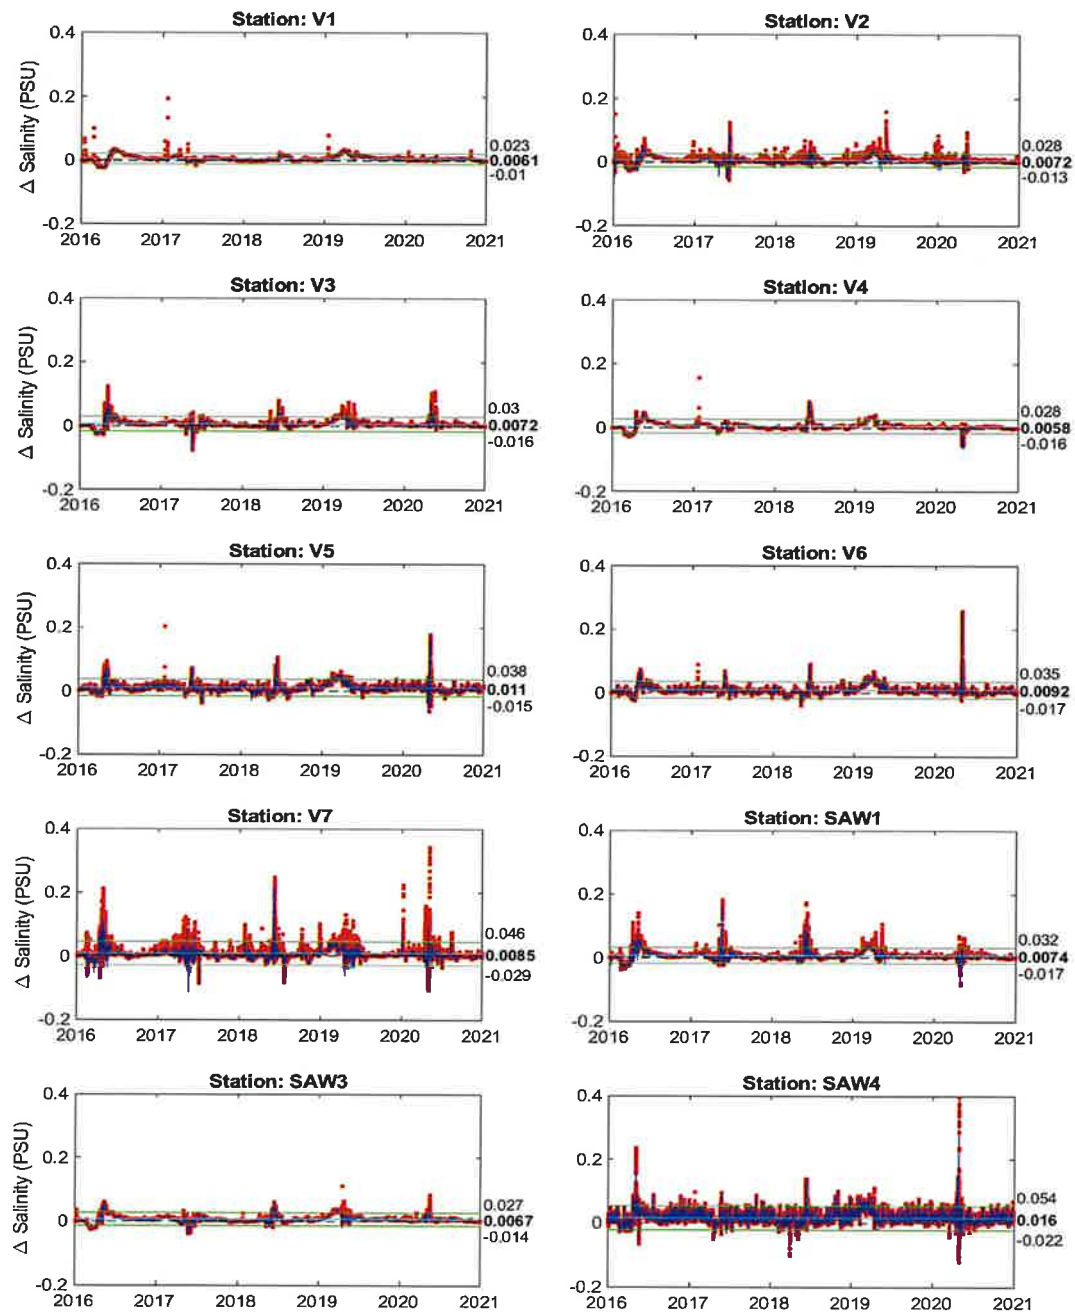 Station: V1
Station: V2
0.4
0.2
0
-0.2
Δ Salinity (PSU)
0.023
0.0061
-0.01
2016 2017 2018 2019 2020 2021
0.4
0.2
0
-0.2
0.028
0.0072
-0.013
2016 2017 2018 2019 2020 2021
Station: V3
Station: V4
0.4
0.2
0
-0.2
Δ Salinity (PSU)
0.03
0.0072
-0.016
2016 2017 2018 2019 2020 2021
0.4
0.2
0
-0.2
0.028
0.0058
-0.016
2016 2017 2018 2019 2020 2021
Station: V5
Station: V6
0.4
0.2
0
-0.2
Δ Salinity (PSU)
0.038
0.011
-0.015
2016 2017 2018 2019 2020 2021
0.4
0.2
0
-0.2
0.035
0.0092
-0.017
2016 2017 2018 2019 2020 2021
Station: V7
Station: SAW1
0.4
0.2
0
-0.2
Δ Salinity (PSU)
0.046
0.0085
-0.029
2016 2017 2018 2019 2020 2021
0.4
0.2
0
-0.2
0.032
0.0074
-0.017
2016 2017 2018 2019 2020 2021
Station: SAW3
Station: SAW4
0.4
0.2
0
-0.2
Δ Salinity (PSU)
0.027
0.0067
-0.014
2016 2017 2018 2019 2020 2021
0.4
0.2
0
-0.2
0.054
0.016
-0.022
2016 2017 2018 2019 2020 2021